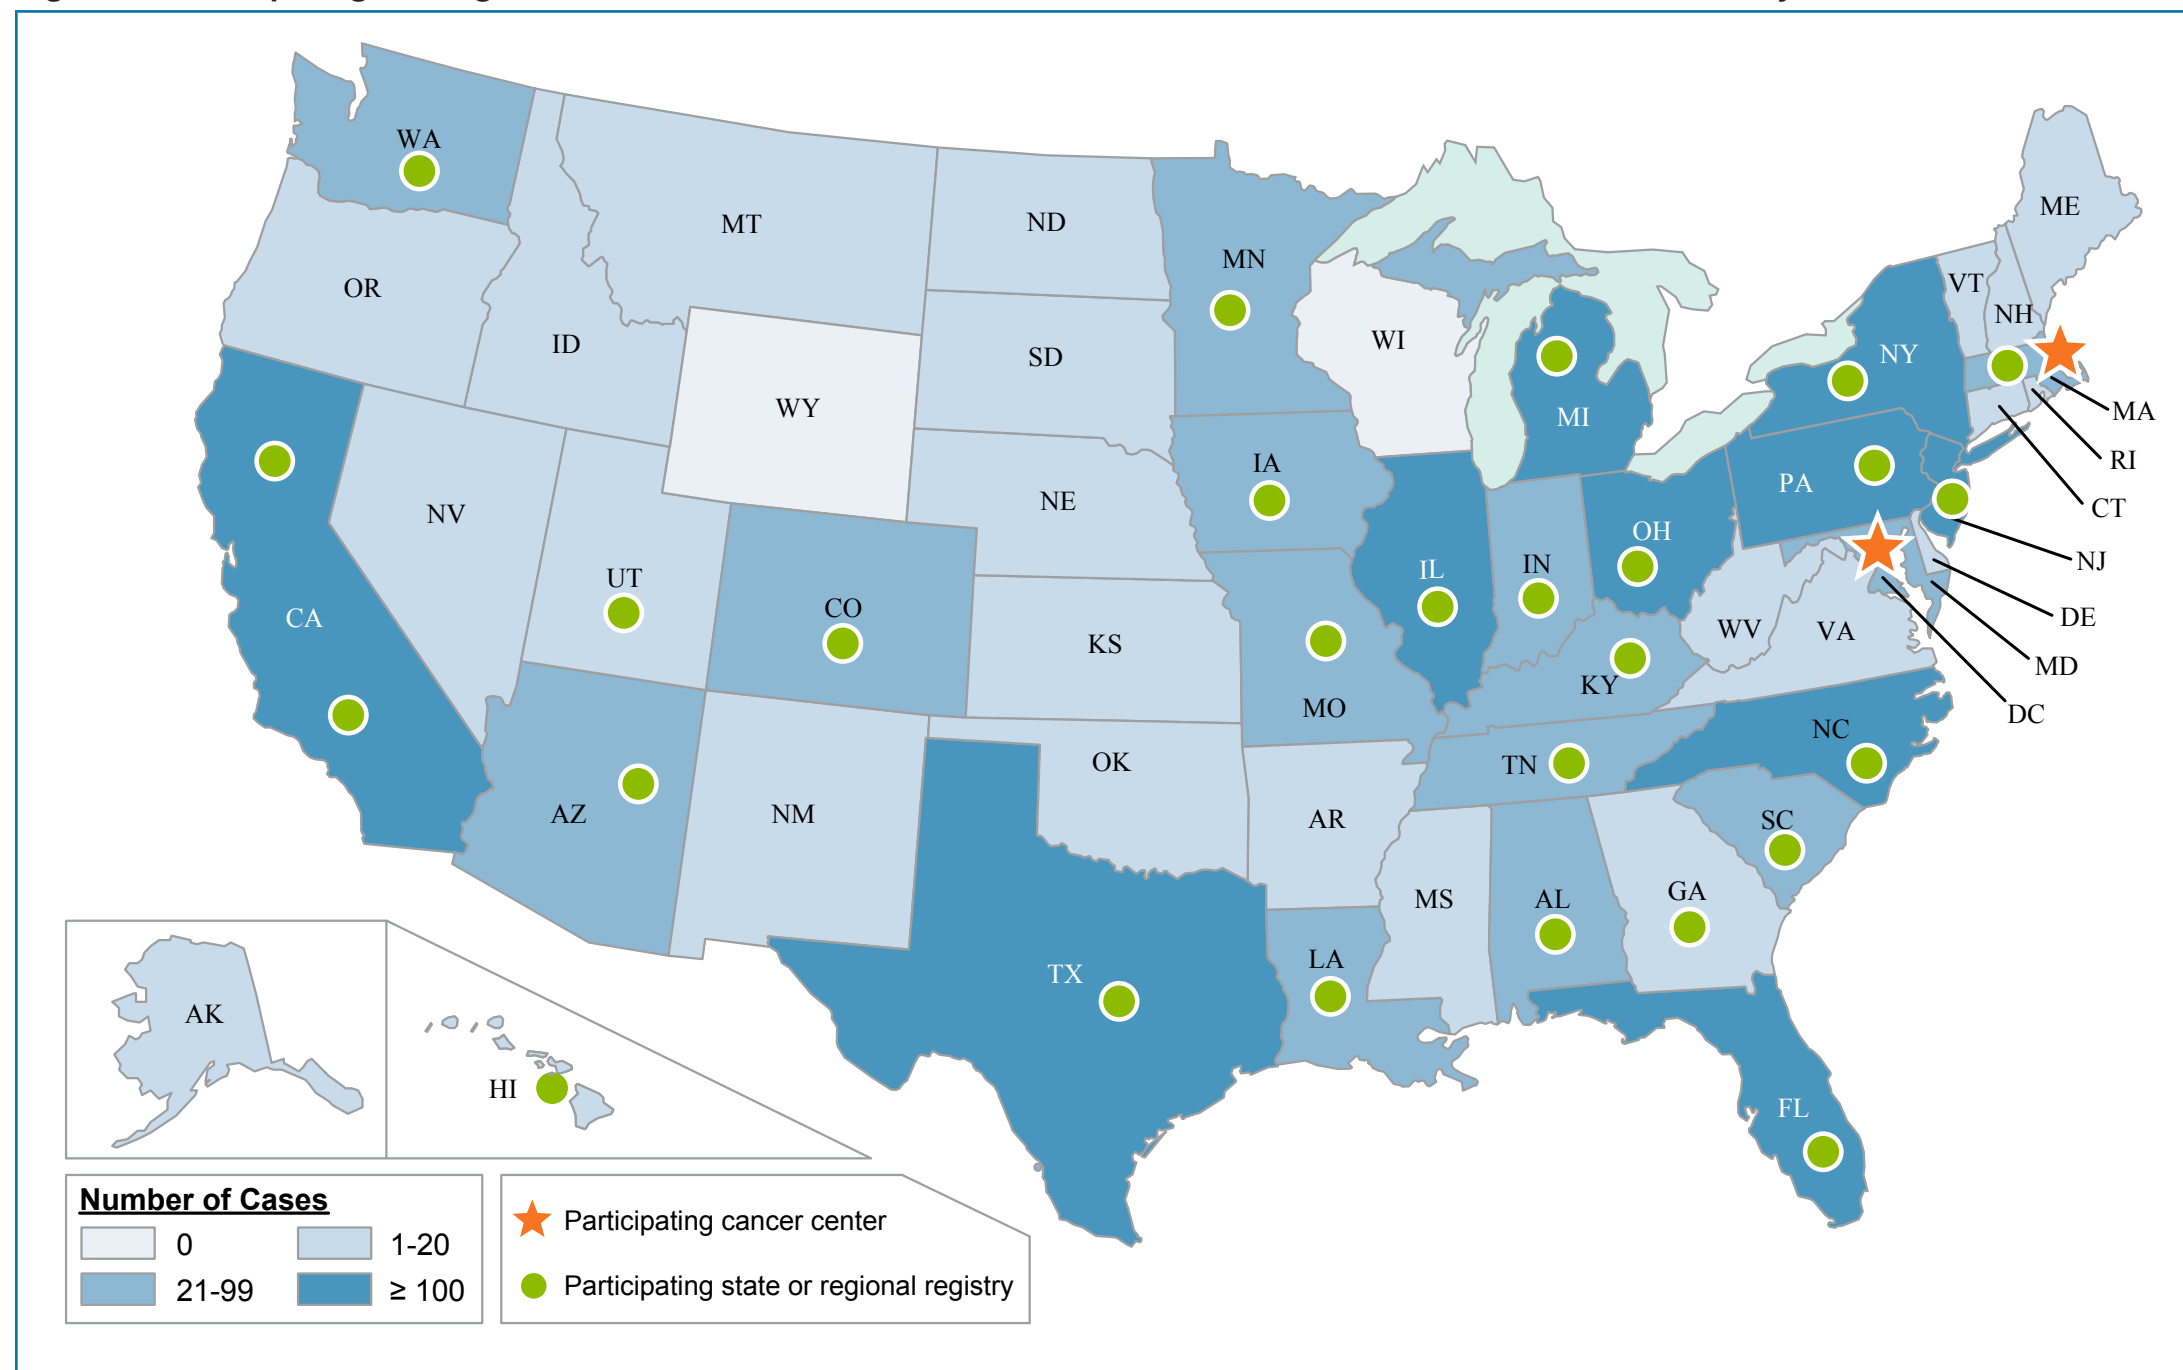 WA
MT
ND
MN
ME
OR
ID
SD
WI
VT
NH
NY
WY
MI
MA
IA
RI
NV
NE
PA
CT
OH
NJ
UT
CO
IL
IN
DE
CA
KS
WV
VA
MD
KY
MO
DC
NC
OK
TN
AZ
NM
AR
SC
MS
AL
GA
LA
TX
AK
HI
FL
Number of Cases
0
1-20
21-99
≥ 100
Participating cancer center
Participating state or regional registry